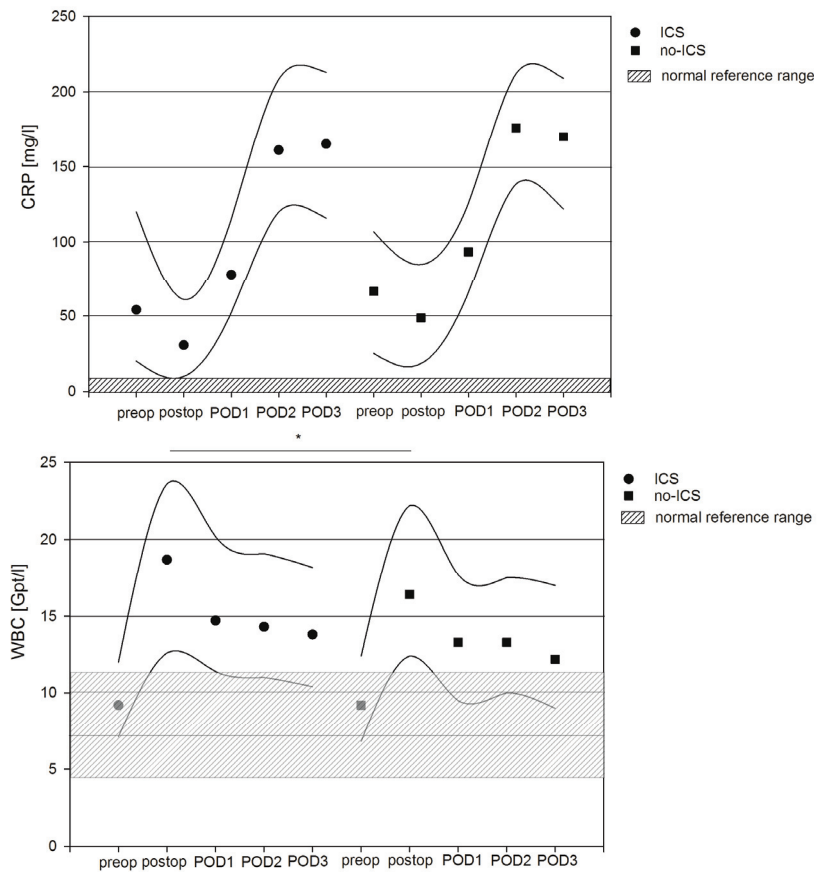 250
200
150
100
50
0
CRP [mg/l]
preop postop POD1 POD2 POD3 preop postop POD1 POD2 POD3
ICS
no-ICS
normal reference range
*
25
20
15
10
5
0
WBC [Gpt/l]
preop postop POD1 POD2 POD3 preop postop POD1 POD2 POD3
ICS
no-ICS
normal reference range